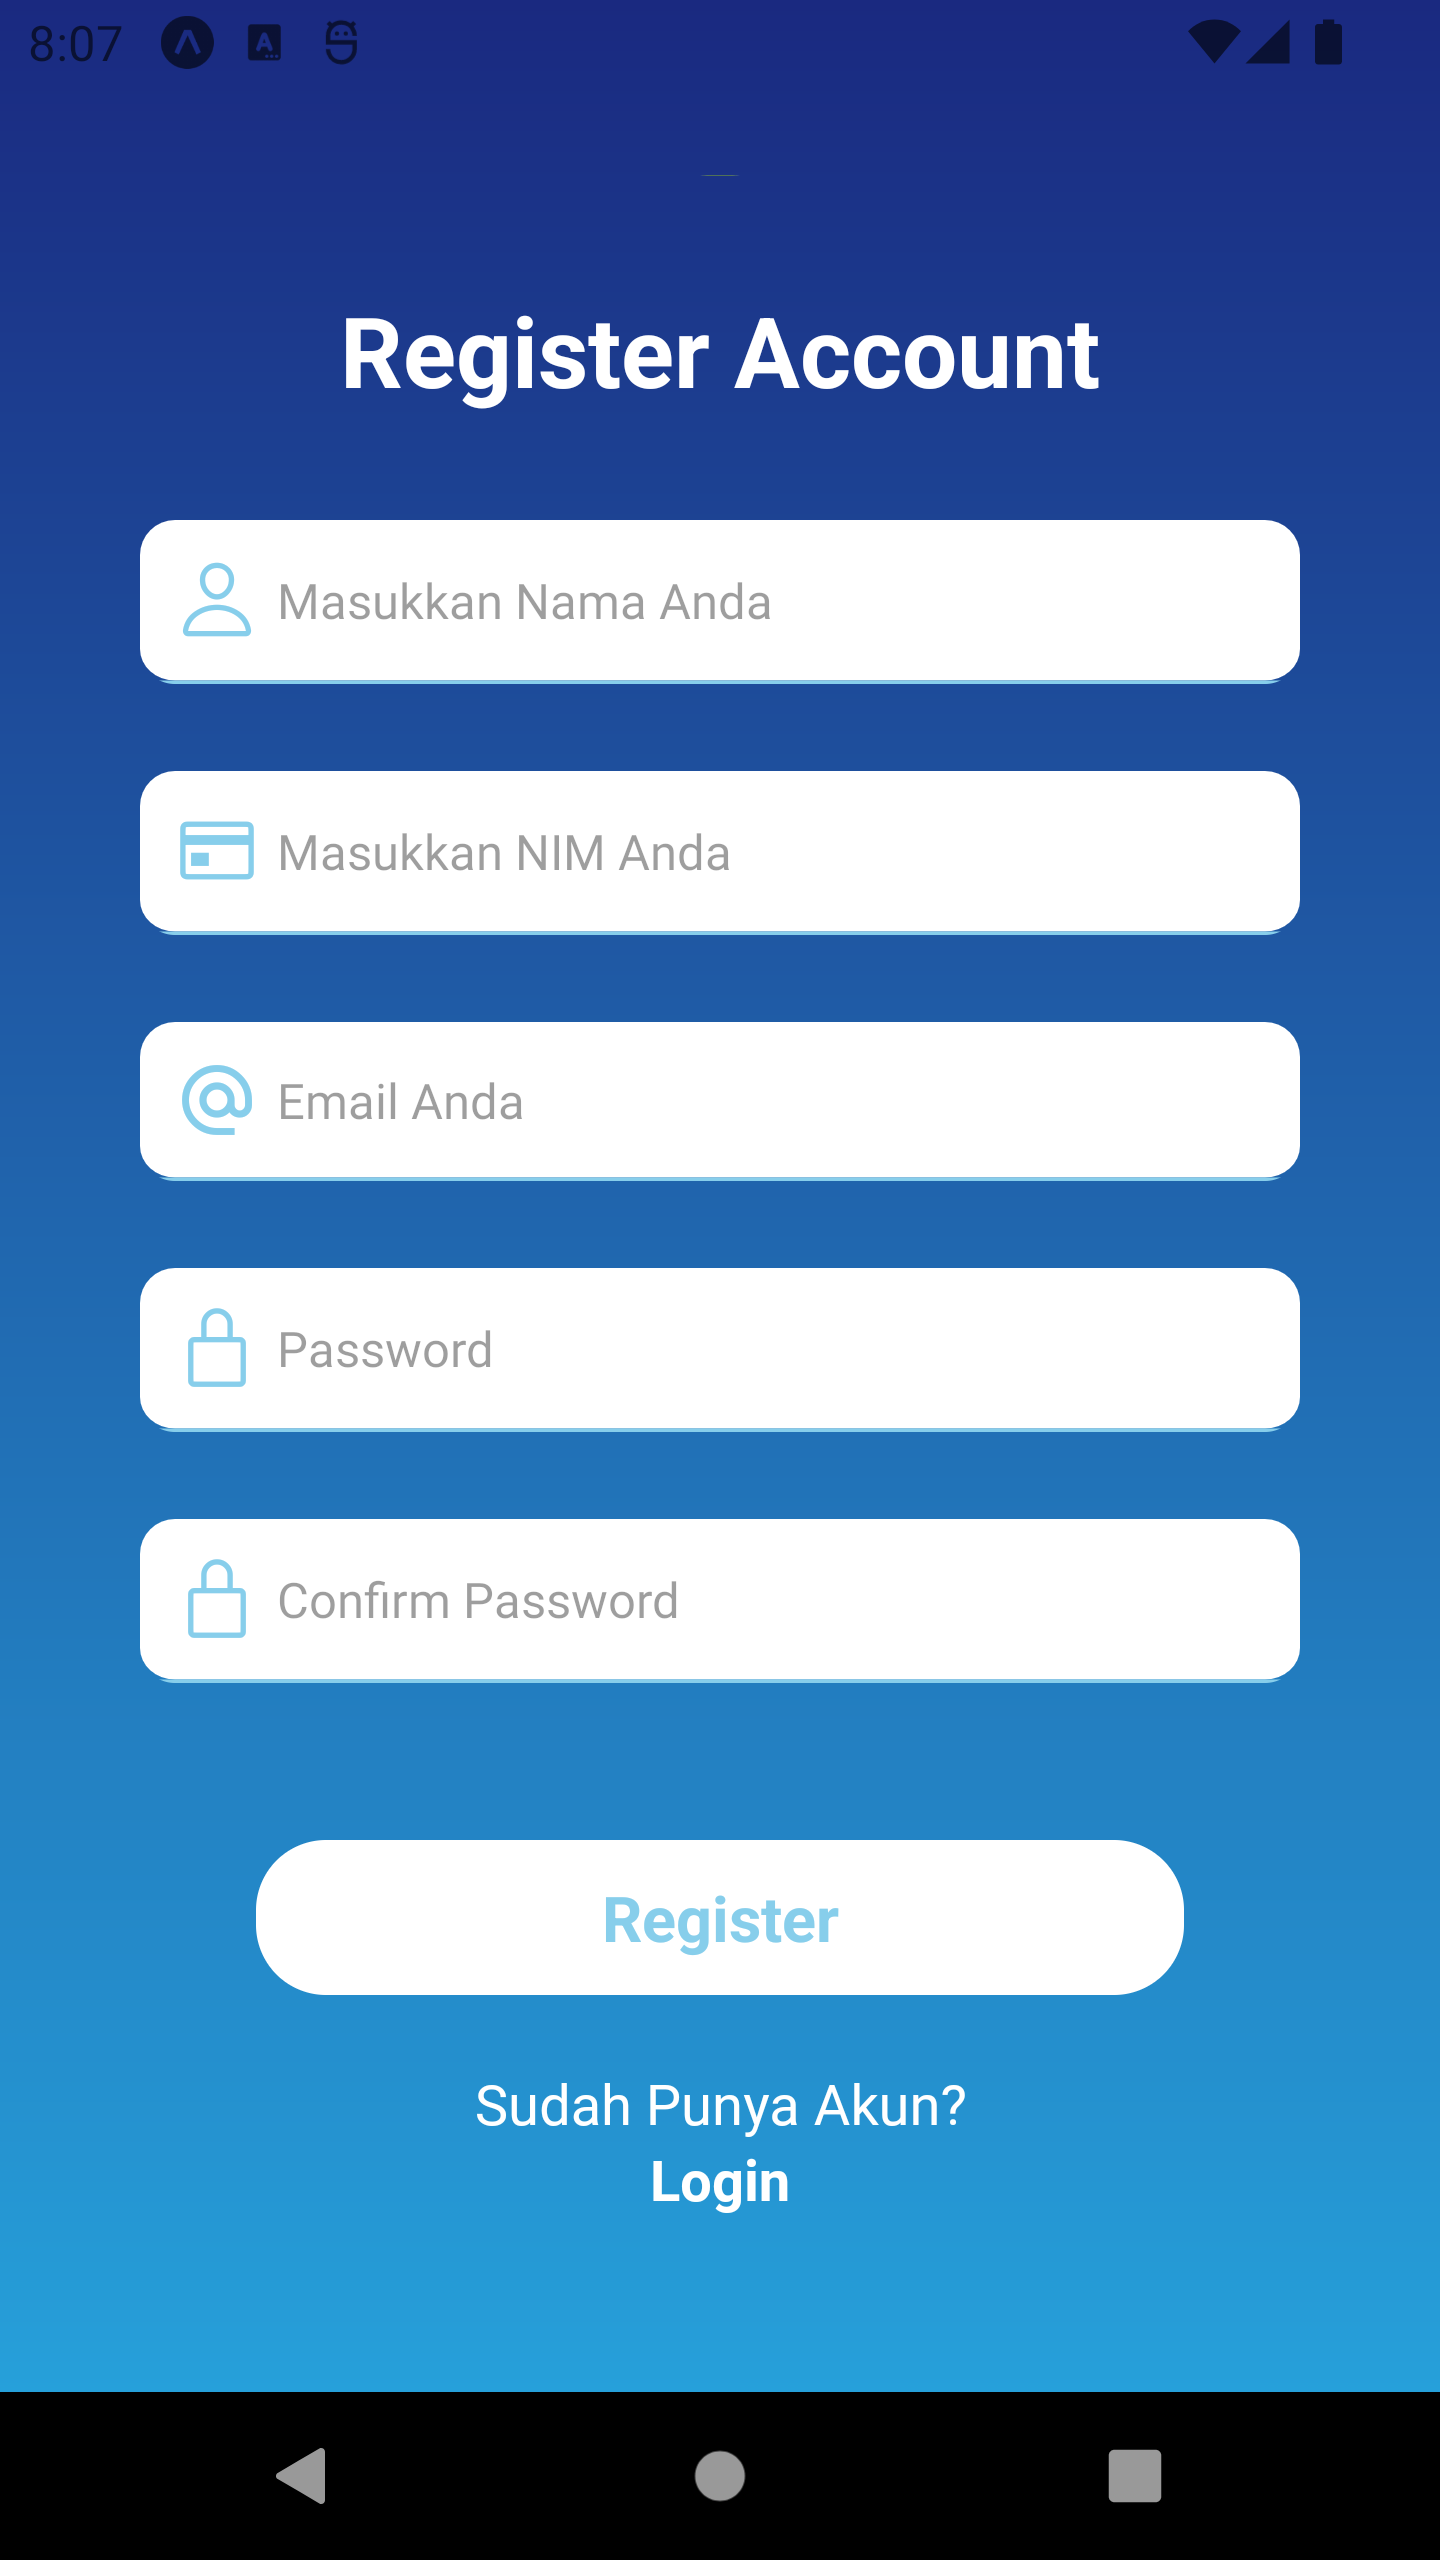 8:07
Register Account
Masukkan Nama Anda
Masukkan NIM Anda
Email Anda
Password
Confirm Password
Register
Sudah Punya Akun?
Login